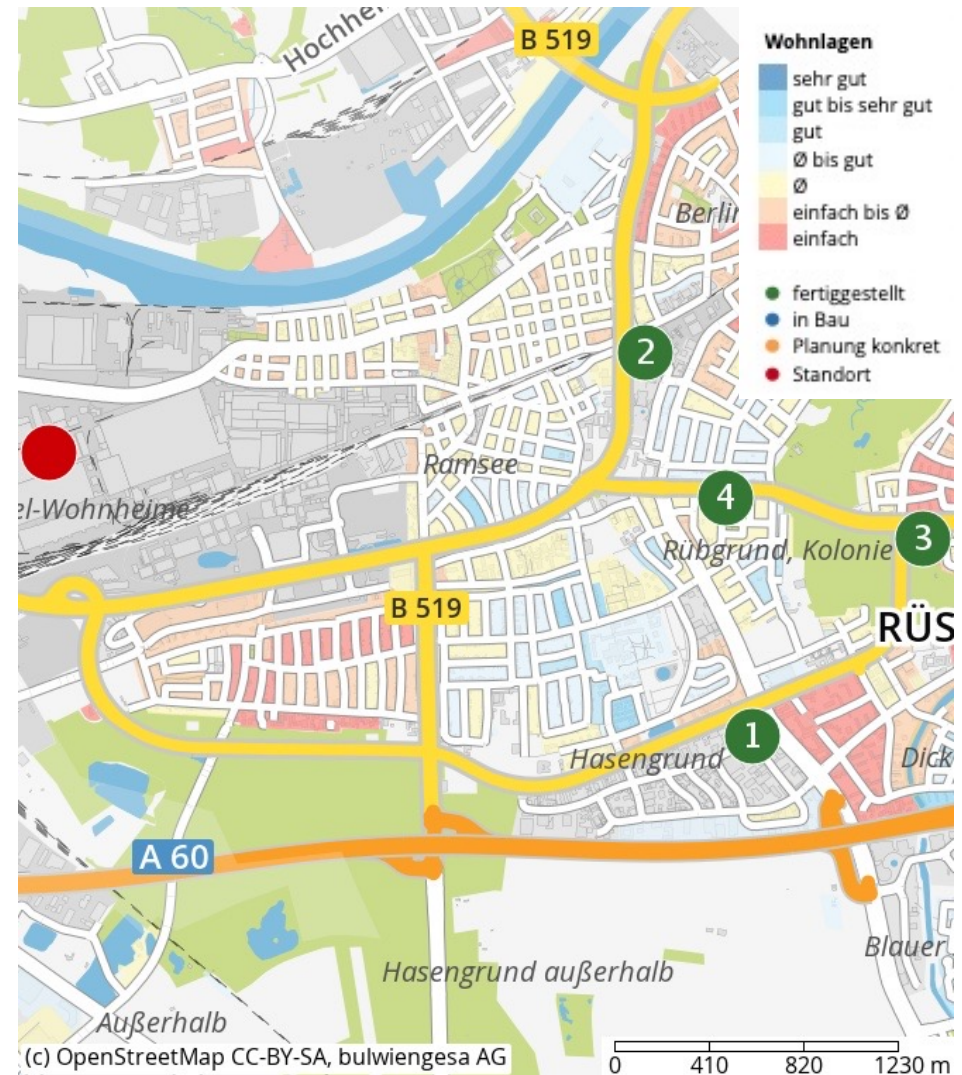 Hochhei
B 519
Wohnlagen
sehr gut
gut bis sehr gut
gut
Ø bis gut
Ø
einfach bis Ø
einfach
fertiggestellt
in Bau
Planung konkret
Standort
Berlin
2
Ramsee
el-Wohnheime
4
3
Rübgrund, Kolonie
B 519
RÜS
1
Hasengrund
Dick
A 60
Blauer
Hasengrund außerhalb
Außerhalb
(c) OpenStreetMap CC-BY-SA, bulwiengesa AG
0 410 820 1230 m